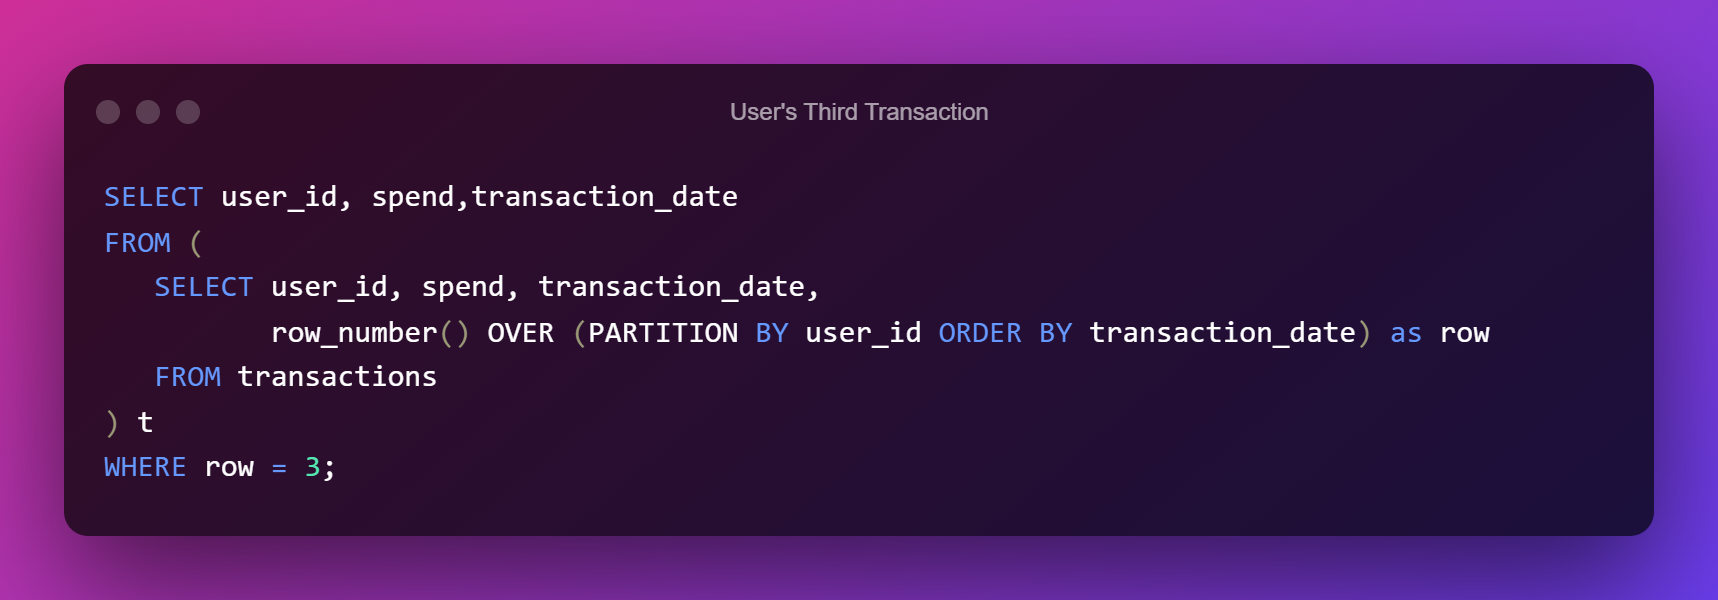 User's Third Transaction
SELECT user_id, spend,transaction_date
FROM (
   SELECT user_id, spend, transaction_date,
          row_number() OVER (PARTITION BY user_id ORDER BY transaction_date) as row
   FROM transactions
) t
WHERE row = 3;